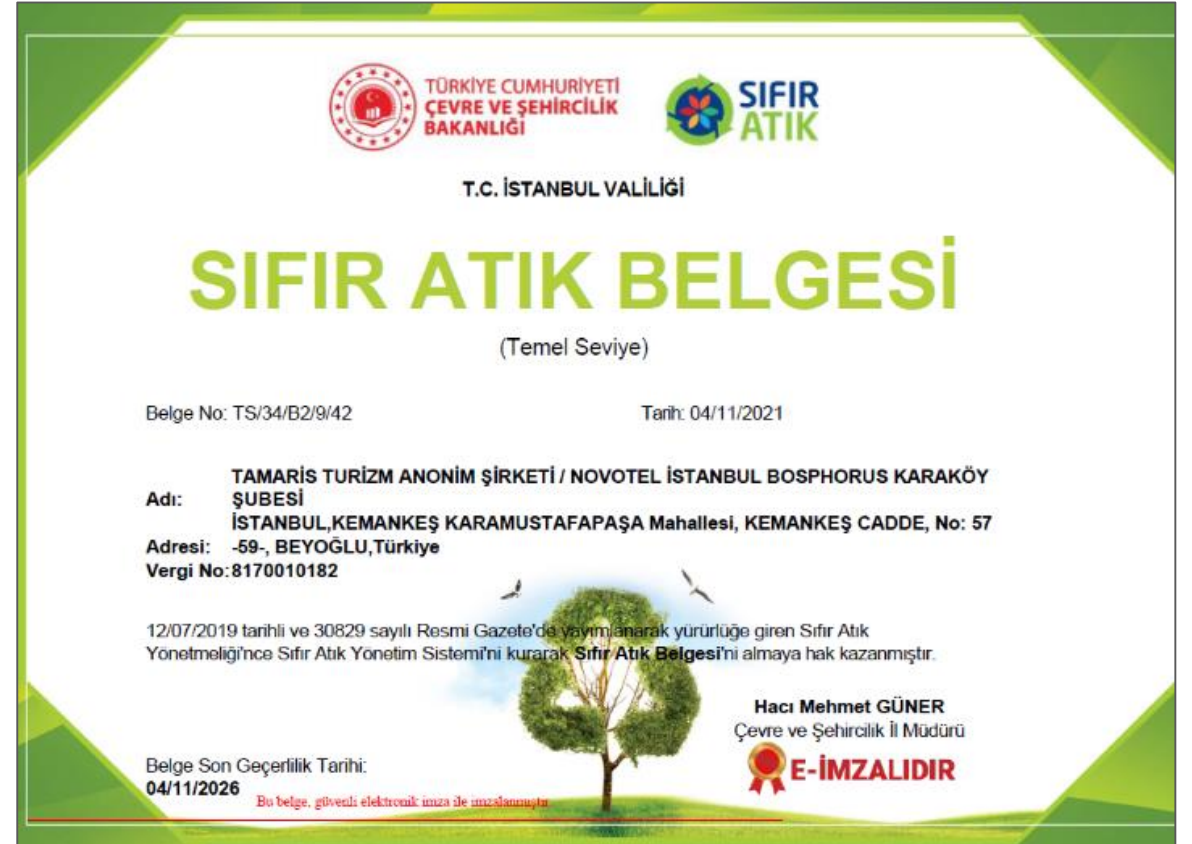 TÜRKİYE CUMHURİYETİ
ÇEVRE VE ŞEHİRCİLİK
BAKANLIĞI
SIFIR
ATIK
T.C. İSTANBUL VALİLİĞİ
SIFIR ATIK BELGESİ
(Temel Seviye)
Belge No: TS/34/B2/9/42 Tarih: 04/11/2021
TAMARİS TURİZM ANONİM ŞİRKETİ / NOVOTEL İSTANBUL BOSPHORUS KARAKÖY
Adı: ŞUBESİ
İSTANBUL,KEMANKEŞ KARAMUSTAFAPAŞA Mahallesi, KEMANKEŞ CADDE, No: 57
Adresi: -59-, BEYOĞLU,Türkiye
Vergi No:8170010182
12/07/2019 tarihli ve 30829 sayılı Resmi Gazete'de yayımlanarak yürürlüğe giren Sıfır Atık
Yönetmeliği'nce Sıfır Atık Yönetim Sistemi'ni kurarak Sıfır Atık Belgesi'ni almaya hak kazanmıştır.
Hacı Mehmet GÜNER
Çevre ve Şehircilik İl Müdürü
E-İMZALIDIR
Belge Son Geçerlilik Tarihi:
04/11/2026
Bu belge, güvenli elektronik imza ile imzalanmıştır